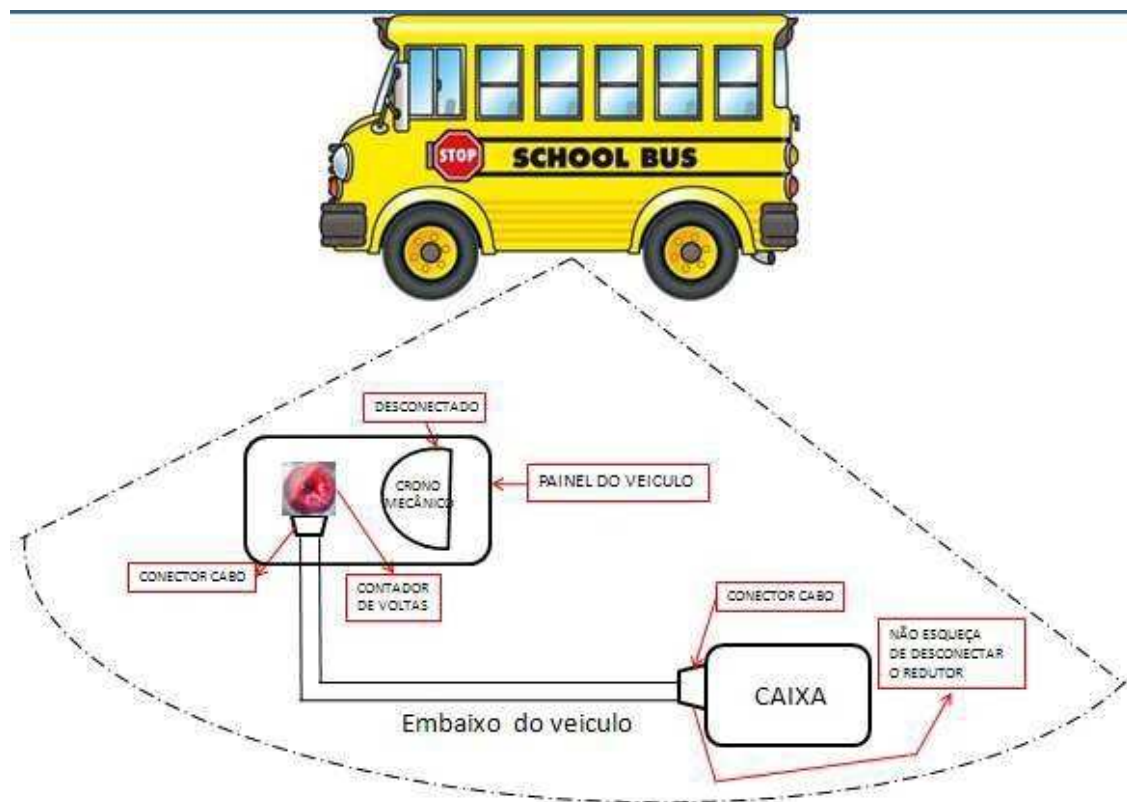 STOP
SCHOOL BUS
DESCONECTADO
CRONO
MECÂNICO
PAINEL DO VEICULO
CONECTOR CABO
CONTADOR
DE VOLTAS
CONECTOR CABO
NÃO ESQUEÇA
DE DESCONECTAR
O REDUTOR
CAIXA
Embaixo do veiculo